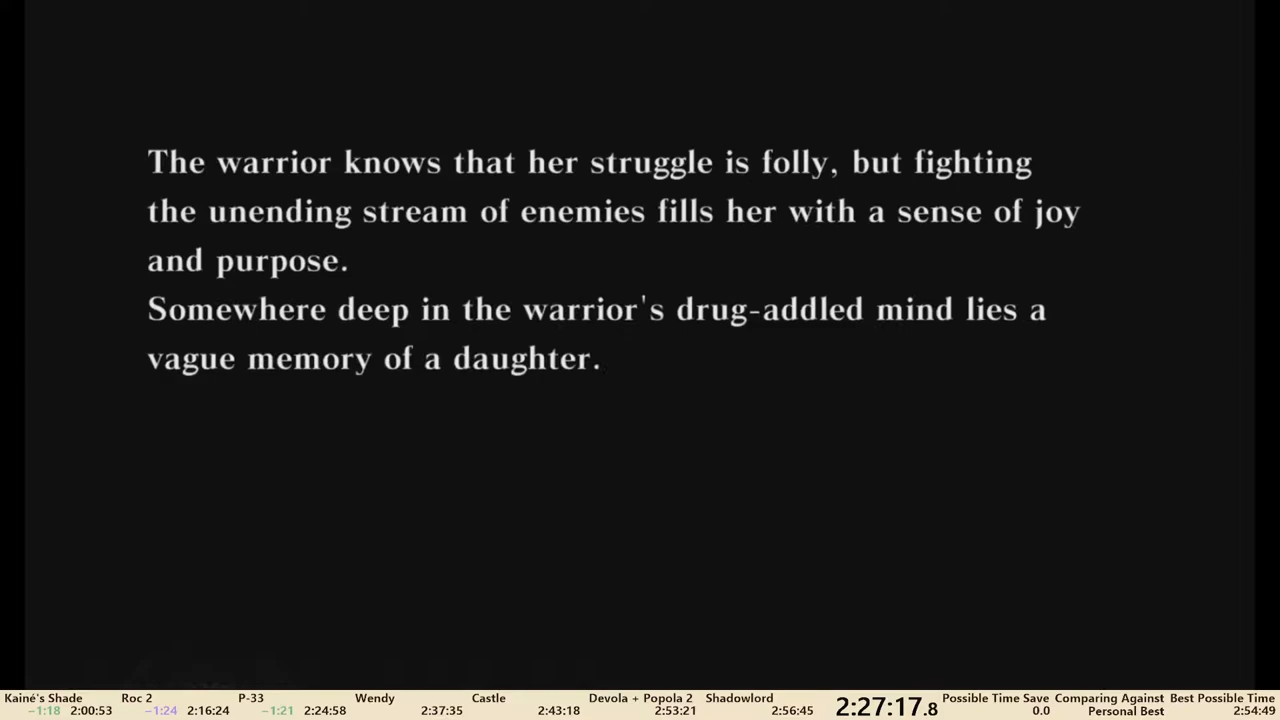 The warrior knows that her struggle is folly, but fighting
the unending stream of enemies fills her with a sense of joy
and purpose.
Somewhere deep in the warrior's drug-addled mind lies a
vague memory of a daughter.
Kainé's Shade Roc 2 P-33 Wendy Castle Devola + Popola 2 Shadowlord 2:27:17.8 Possible Time Save Comparing Against Best Possible Time
−1:18 2:00:53 −1:24 2:16:24 −1:21 2:24:58 2:37:35 2:43:18 2:53:21 2:56:45 0.0 Personal Best 2:54:49